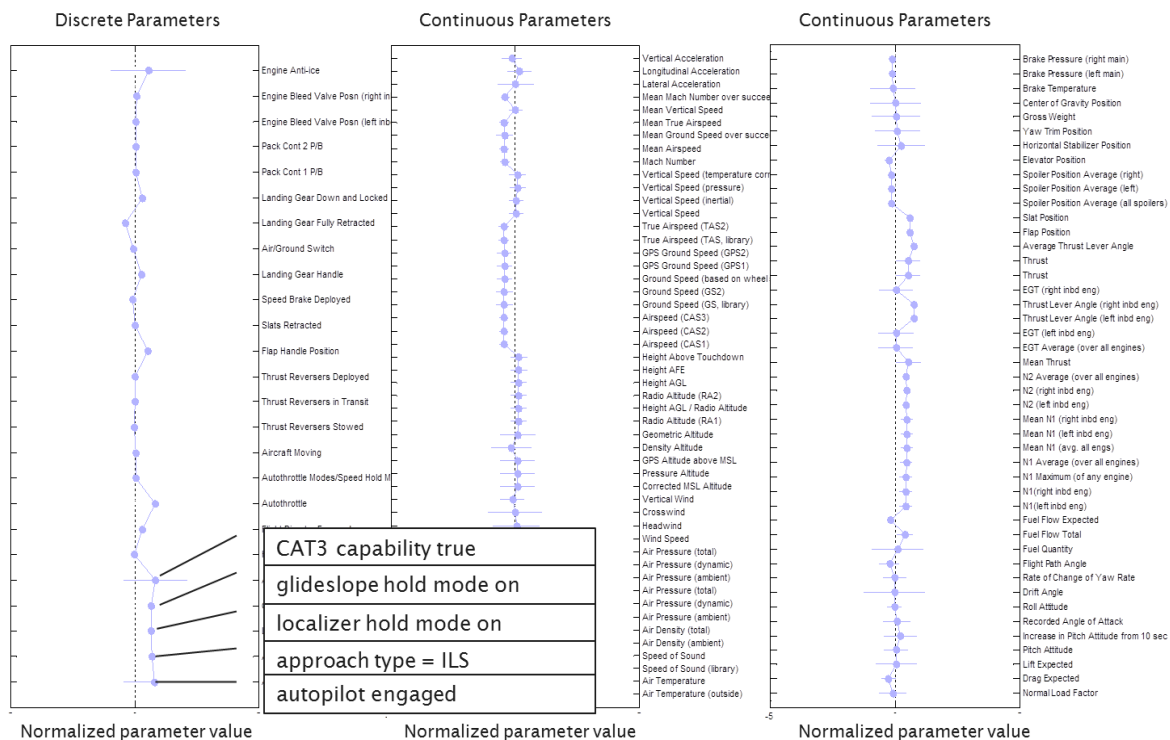 Discrete Parameters
Engine Anti-ice
Engine Bleed Valve Posn (right in
Engine Bleed Valve Posn (left inb
Pack Cont 2 P/B
Pack Cont 1 P/B
Landing Gear Down and Locked
Landing Gear Fully Retracted
Air/Ground Switch
Landing Gear Handle
Speed Brake Deployed
Slats Retracted
Flap Handle Position
Thrust Reversers Deployed
Thrust Reversers in Transit
Thrust Reversers Stowed
Aircraft Moving
Autothrottle Modes/Speed Hold M
Autothrottle
CAT3 capability true
glideslope hold mode on
localizer hold mode on
approach type = ILS
autopilot engaged
Normalized parameter value
Continuous Parameters
Vertical Acceleration
Longitudinal Acceleration
Lateral Acceleration
Mean Mach Number over succee
Mean Vertical Speed
Mean True Airspeed
Mean Ground Speed over succe
Mean Airspeed
Mach Number
Vertical Speed (temperature corr
Vertical Speed (pressure)
Vertical Speed (inertial)
Vertical Speed
True Airspeed (TAS2)
True Airspeed (TAS, library)
GPS Ground Speed (GPS2)
GPS Ground Speed (GPS1)
Ground Speed (based on wheel
Ground Speed (GS2)
Ground Speed (GS, library)
Airspeed (CAS3)
Airspeed (CAS2)
Airspeed (CAS1)
Height Above Touchdown
Height AFE
Height AGL
Radio Altitude (RA2)
Height AGL / Radio Altitude
Radio Altitude (RA1)
Geometric Altitude
Density Altitude
GPS Altitude above MSL
Pressure Altitude
Corrected MSL Altitude
Vertical Wind
Crosswind
Headwind
Wind Speed
Air Pressure (total)
Air Pressure (dynamic)
Air Pressure (ambient)
Air Pressure (total)
Air Pressure (dynamic)
Air Pressure (ambient)
Air Density (total)
Air Density (ambient)
Speed of Sound
Speed of Sound (library)
Air Temperature
Air Temperature (outside)
Normalized parameter value
Continuous Parameters
Brake Pressure (right main)
Brake Pressure (left main)
Brake Temperature
Center of Gravity Position
Gross Weight
Yaw Trim Position
Horizontal Stabilizer Position
Elevator Position
Spoiler Position Average (right)
Spoiler Position Average (left)
Spoiler Position Average (all spoilers)
Slat Position
Flap Position
Average Thrust Lever Angle
Thrust
Thrust
EGT (right inbd eng)
Thrust Lever Angle (right inbd eng)
Thrust Lever Angle (left inbd eng)
EGT (left inbd eng)
EGT Average (over all engines)
Mean Thrust
N2 Average (over all engines)
N2 (right inbd eng)
N2 (left inbd eng)
Mean N1 (right inbd eng)
Mean N1 (left inbd eng)
Mean N1 (avg. all engs)
N1 Average (over all engines)
N1 Maximum (of any engine)
N1(right inbd eng)
N1(left inbd eng)
Fuel Flow Expected
Fuel Flow Total
Fuel Quantity
Flight Path Angle
Rate of Change of Yaw Rate
Drift Angle
Roll Attitude
Recorded Angle of Attack
Increase in Pitch Attitude from 10 sec
Pitch Attitude
Lift Expected
Drag Expected
Normal Load Factor
-5
Normalized parameter value